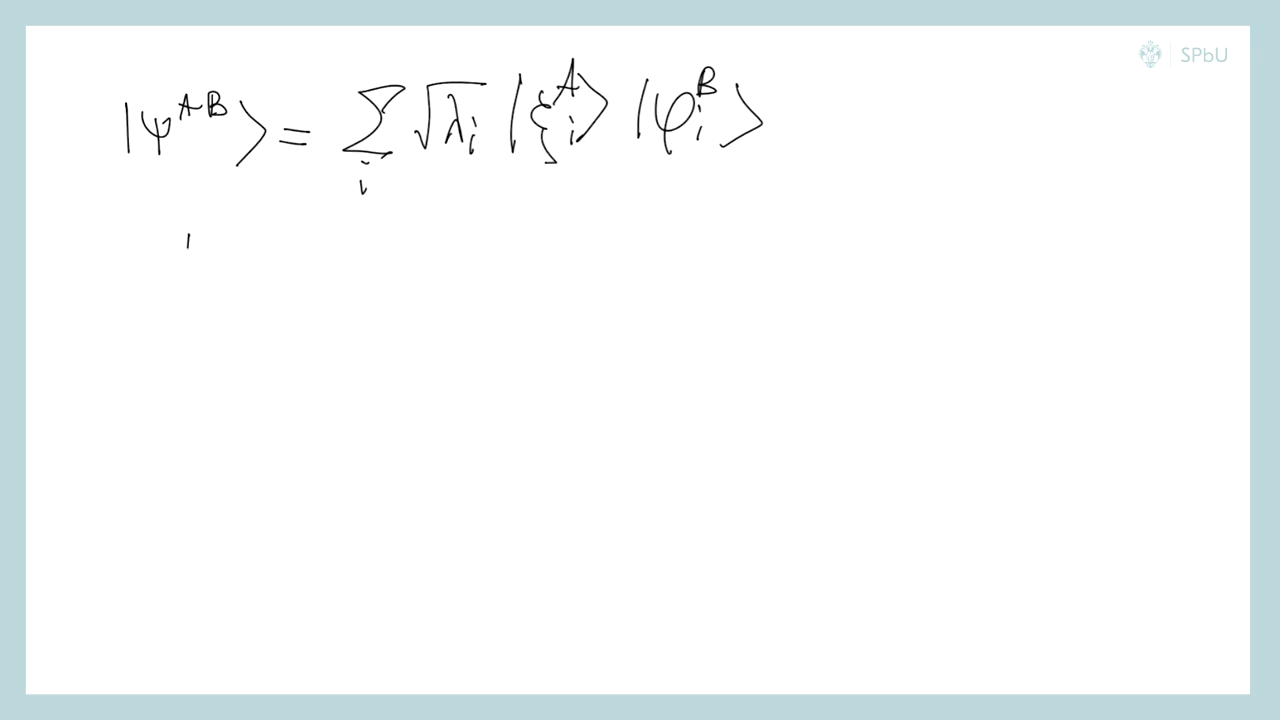 SPbU
|ψ^{AB}⟩ = ∑_i √λ_i |ξ_i^A⟩ |φ_i^B⟩